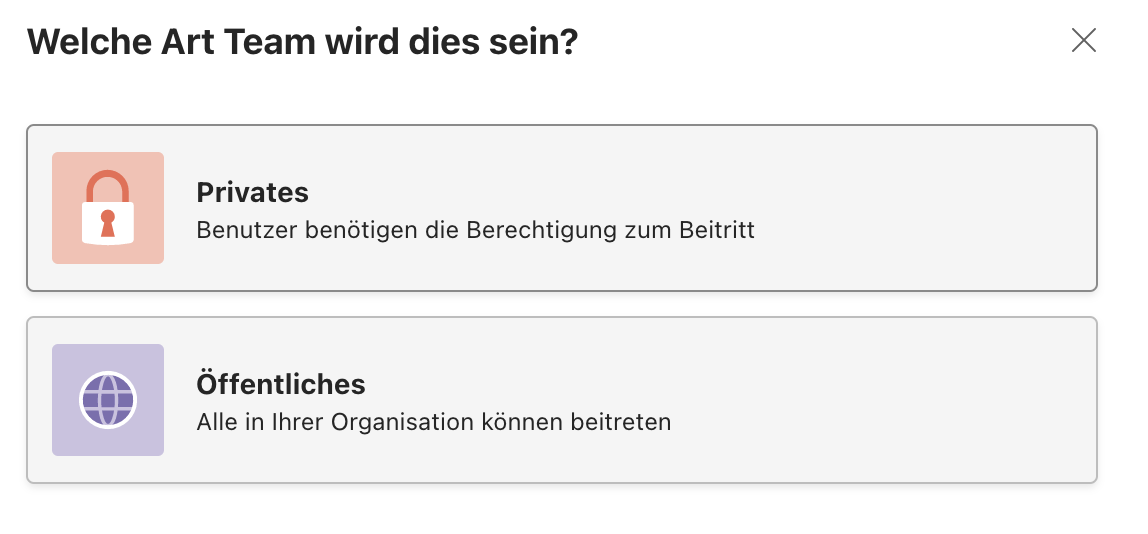 Welche Art Team wird dies sein?
Privates
Benutzer benötigen die Berechtigung zum Beitritt
Öffentliches
Alle in Ihrer Organisation können beitreten